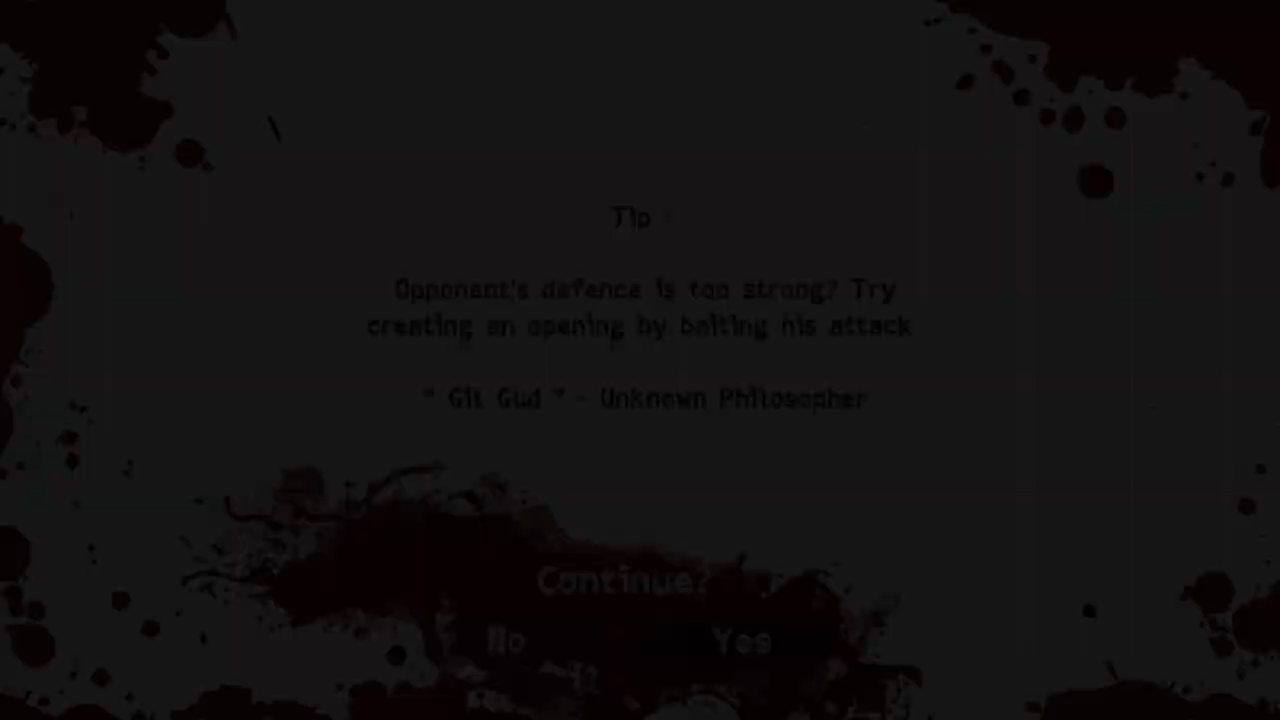 Tip
Opponent's defence is too strong? Try
creating an opening by baiting his attack
" Git Gud " - Unknown Philosopher
Continue?
No Yes